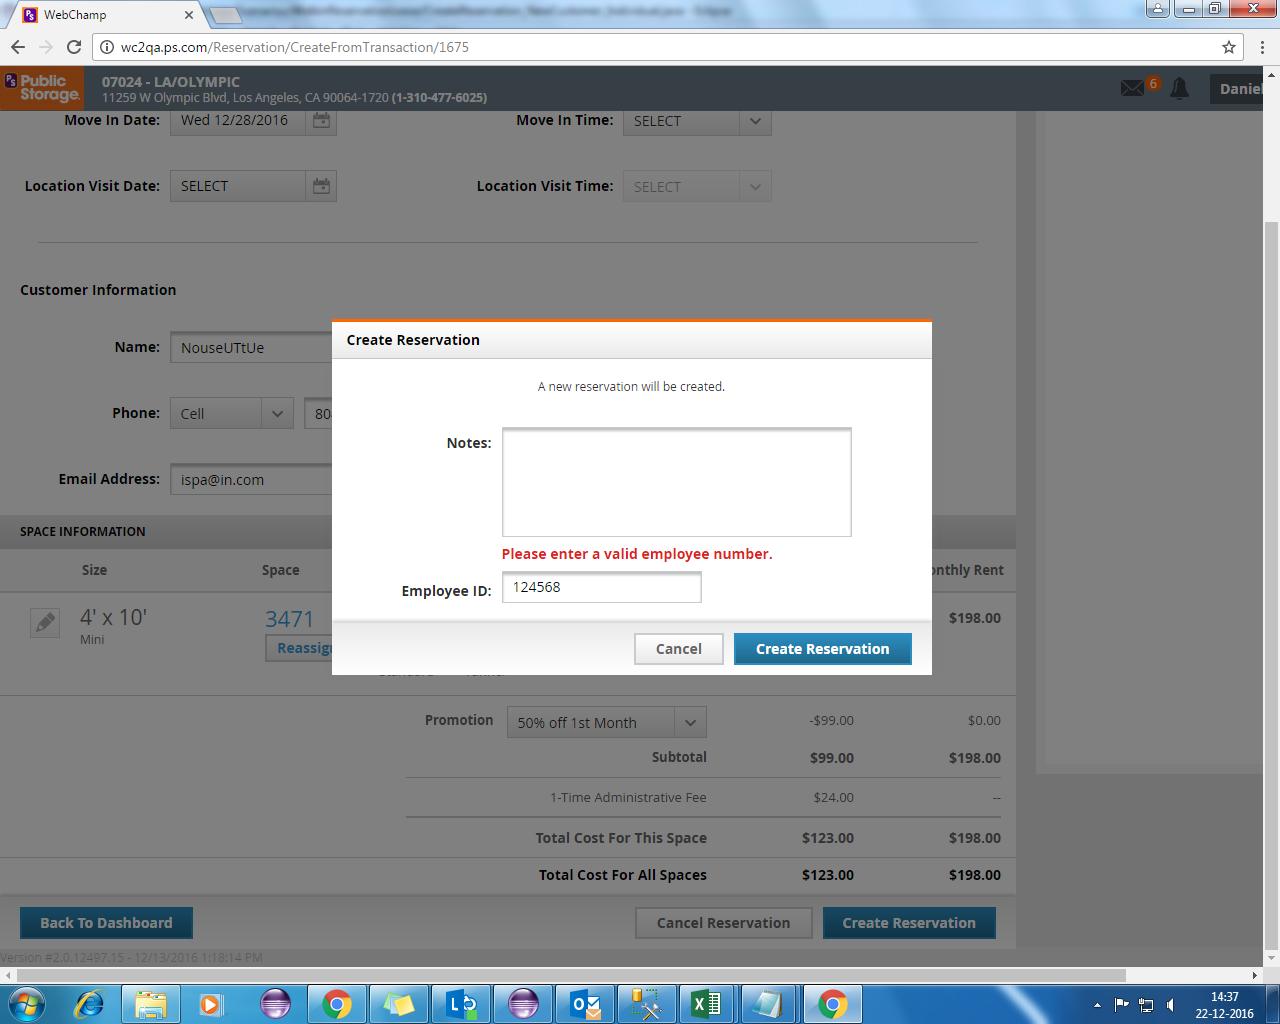 WebChamp
wc2qa.ps.com/Reservation/CreateFromTransaction/1675
Public Storage
07024 - LA/OLYMPIC
11259 W Olympic Blvd, Los Angeles, CA 90064-1720 (1-310-477-6025)
6
Daniel
Move In Date: Wed 12/28/2016 Move In Time: SELECT
Location Visit Date: SELECT Location Visit Time: SELECT
Customer Information
Name: NouseUTtUe
Phone: Cell 80
Email Address: ispa@in.com
Create Reservation
A new reservation will be created.
Notes:
Please enter a valid employee number.
Employee ID: 124568
Cancel Create Reservation
SPACE INFORMATION
Size Space onthly Rent
4' x 10' 3471 $198.00
Mini Reassig
Promotion 50% off 1st Month -$99.00 $0.00
Subtotal $99.00 $198.00
1-Time Administrative Fee $24.00 --
Total Cost For This Space $123.00 $198.00
Total Cost For All Spaces $123.00 $198.00
Back To Dashboard Cancel Reservation Create Reservation
Version #2.0.12497.15 - 12/13/2016 1:18:14 PM
14:37
22-12-2016